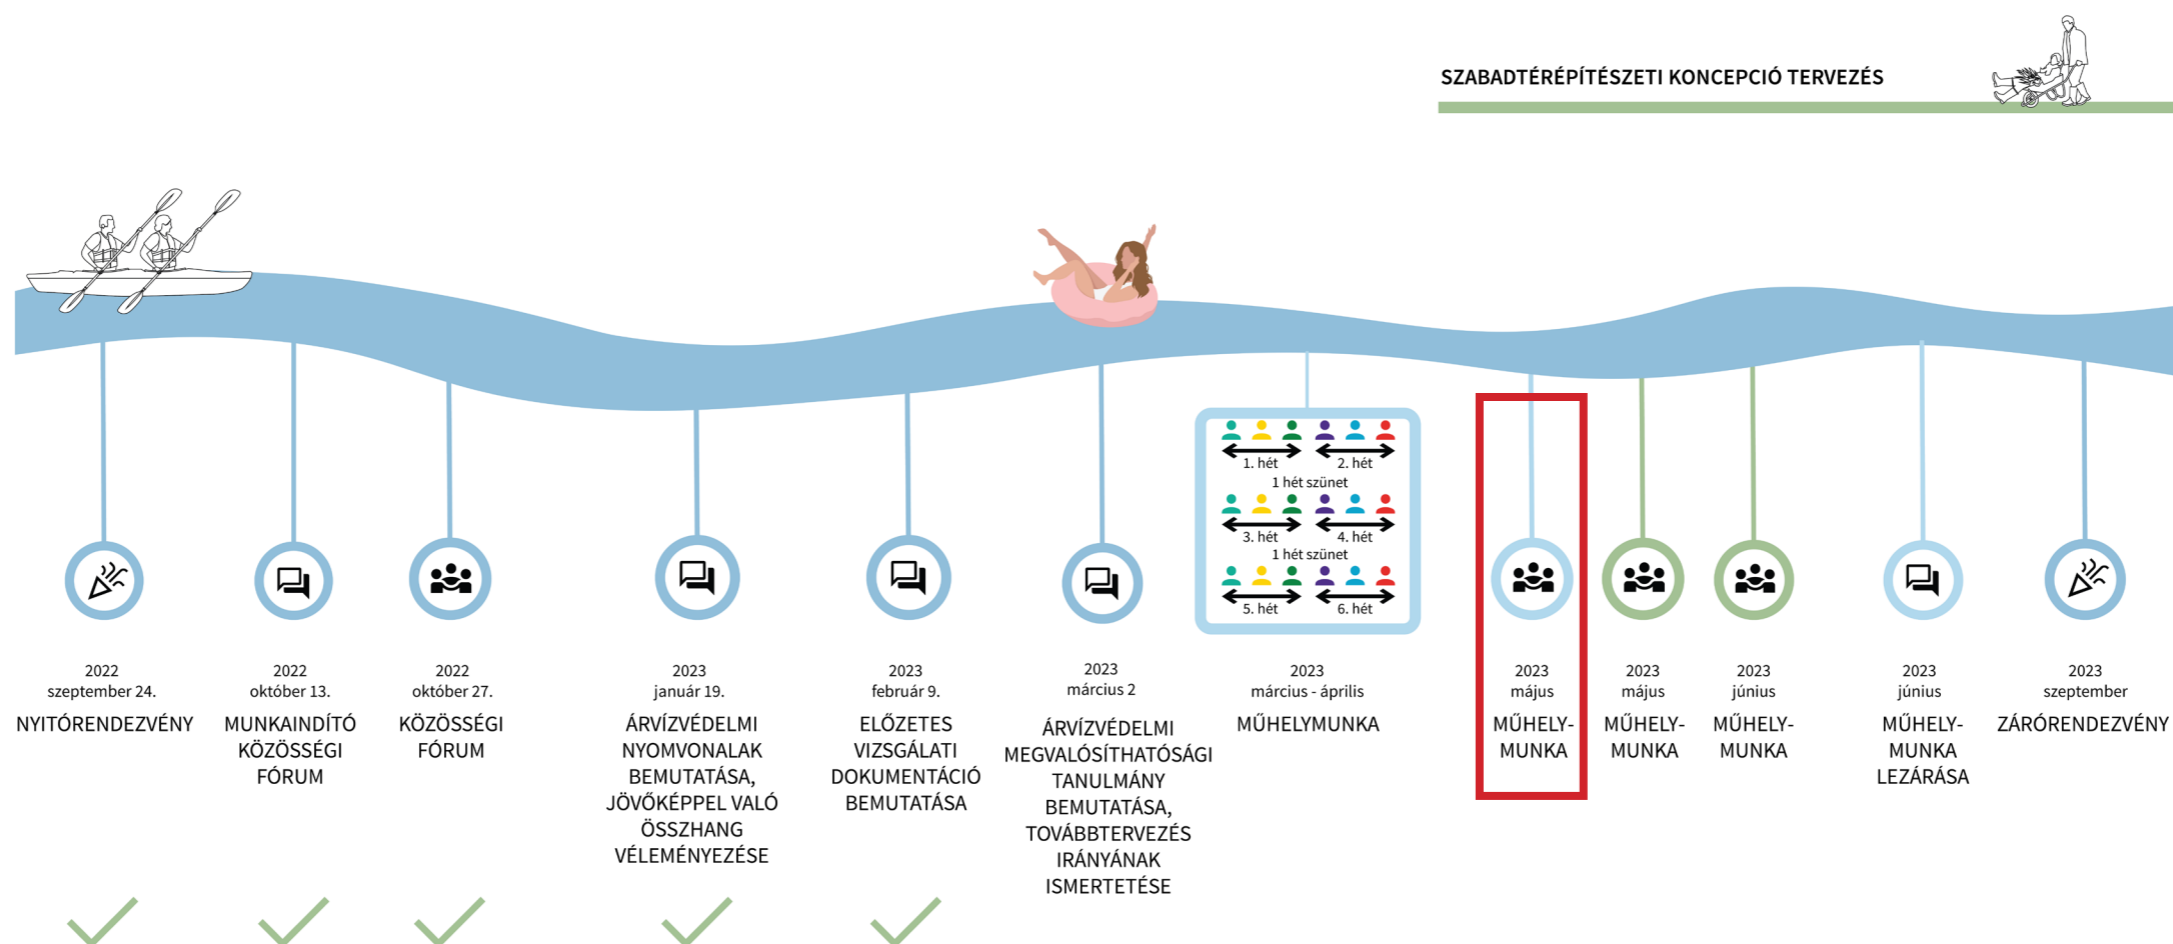 SZABADTÉRÉPÍTÉSZETI KONCEPCIÓ TERVEZÉS
1. hét
2. hét
1 hét szünet
3. hét
4. hét
1 hét szünet
5. hét
6. hét
2022
szeptember 24.
NYITÓRENDEZVÉNY
2022
október 13.
MUNKAINDÍTÓ
KÖZÖSSÉGI
FÓRUM
2022
október 27.
KÖZÖSSÉGI
FÓRUM
2023
január 19.
ÁRVÍZVÉDELMI
NYOMVONALAK
BEMUTATÁSA,
JÖVŐKÉPPEL VALÓ
ÖSSZHANG
VÉLEMÉNYEZÉSE
2023
február 9.
ELŐZETES
VIZSGÁLATI
DOKUMENTÁCIÓ
BEMUTATÁSA
2023
március 2
ÁRVÍZVÉDELMI
MEGVALÓSÍTHATÓSÁGI
TANULMÁNY
BEMUTATÁSA,
TOVÁBBTERVEZÉS
IRÁNYÁNAK
ISMERTETÉSE
2023
március - április
MŰHELYMUNKA
2023
május
MŰHELY-
MUNKA
2023
május
MŰHELY-
MUNKA
2023
június
MŰHELY-
MUNKA
2023
június
MŰHELY-
MUNKA
LEZÁRÁSA
2023
szeptember
ZÁRÓRENDEZVÉNY